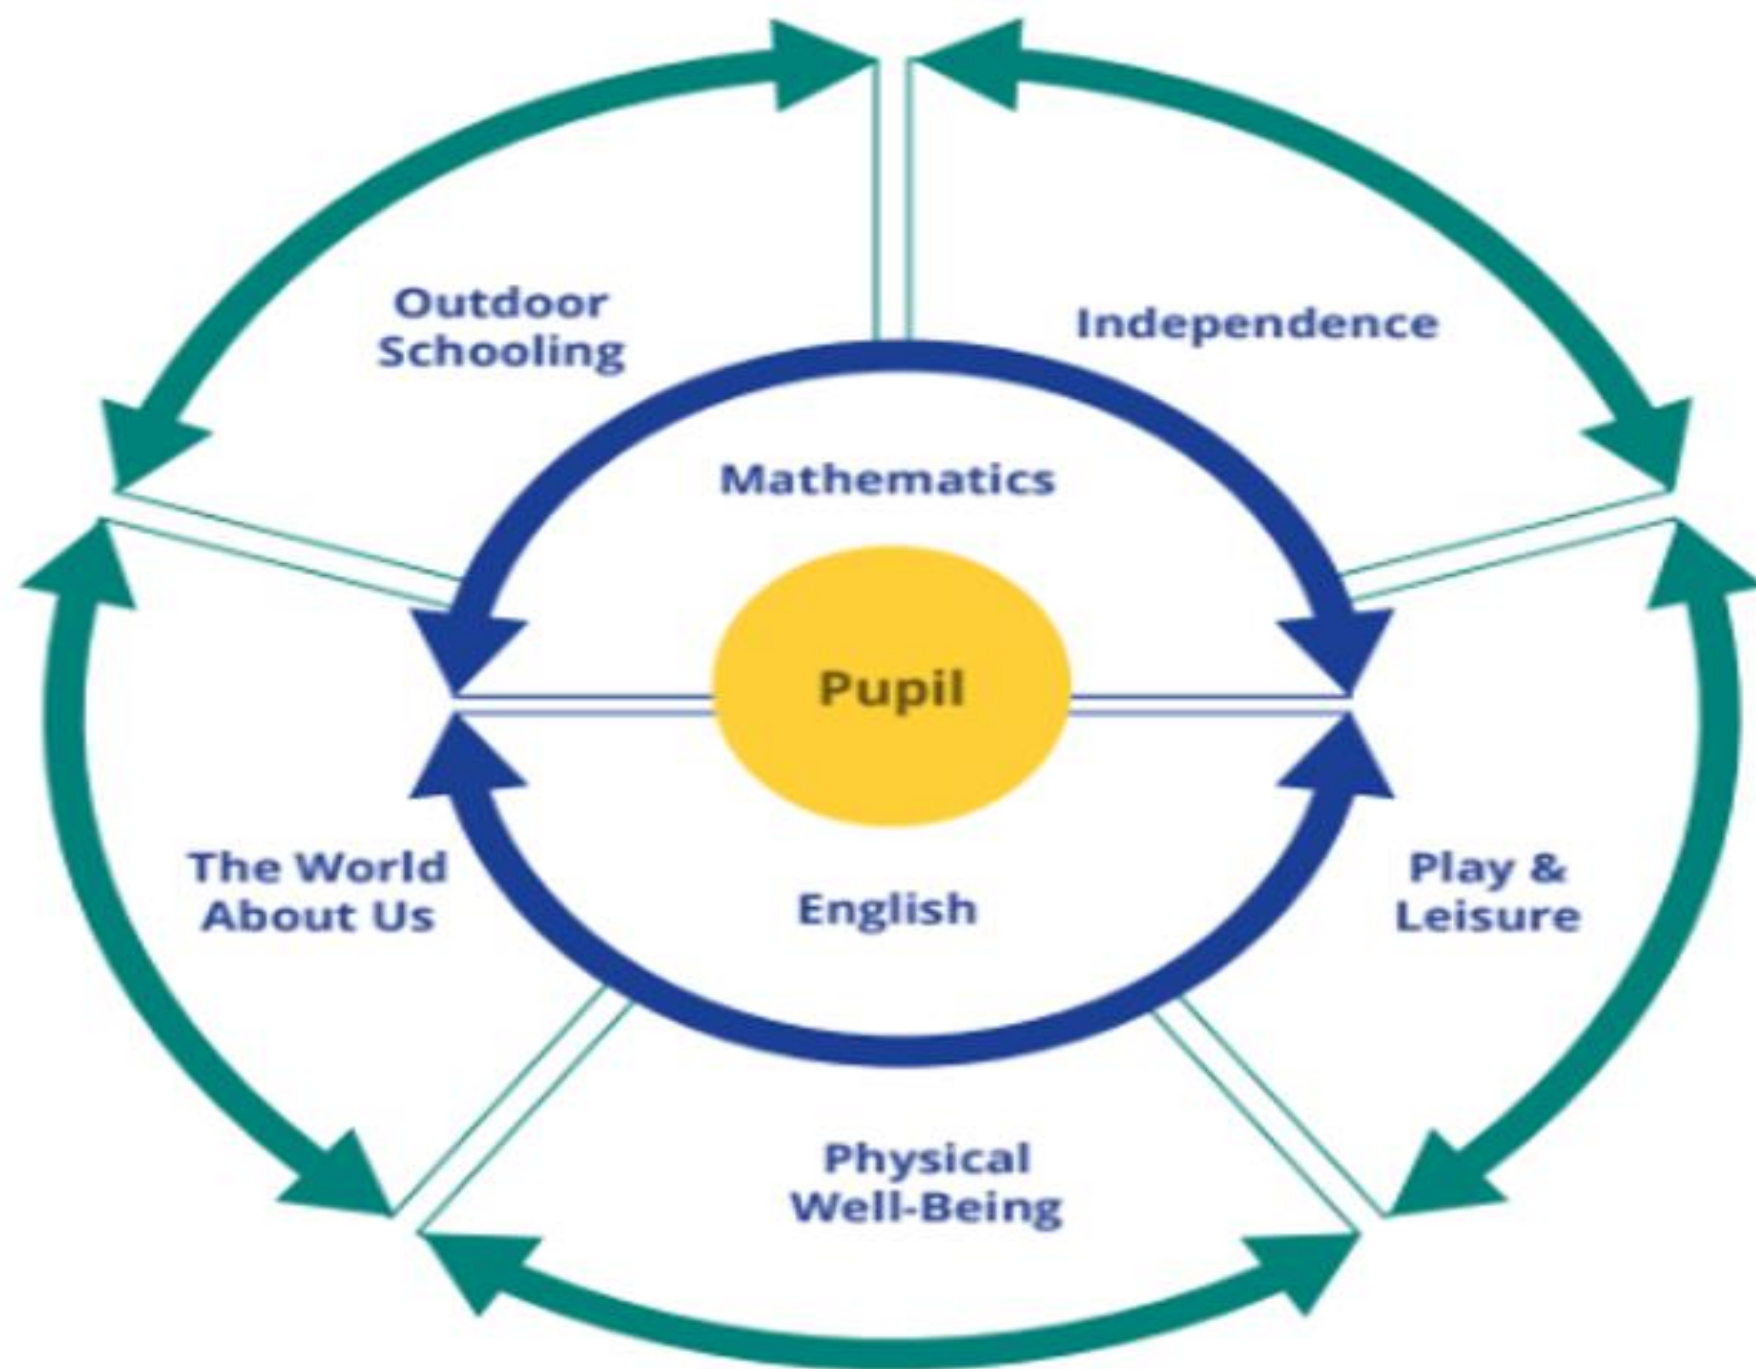 Outdoor
Schooling
Independence
Mathematics
Pupil
The World
About Us
English
Play &
Leisure
Physical
Well-Being